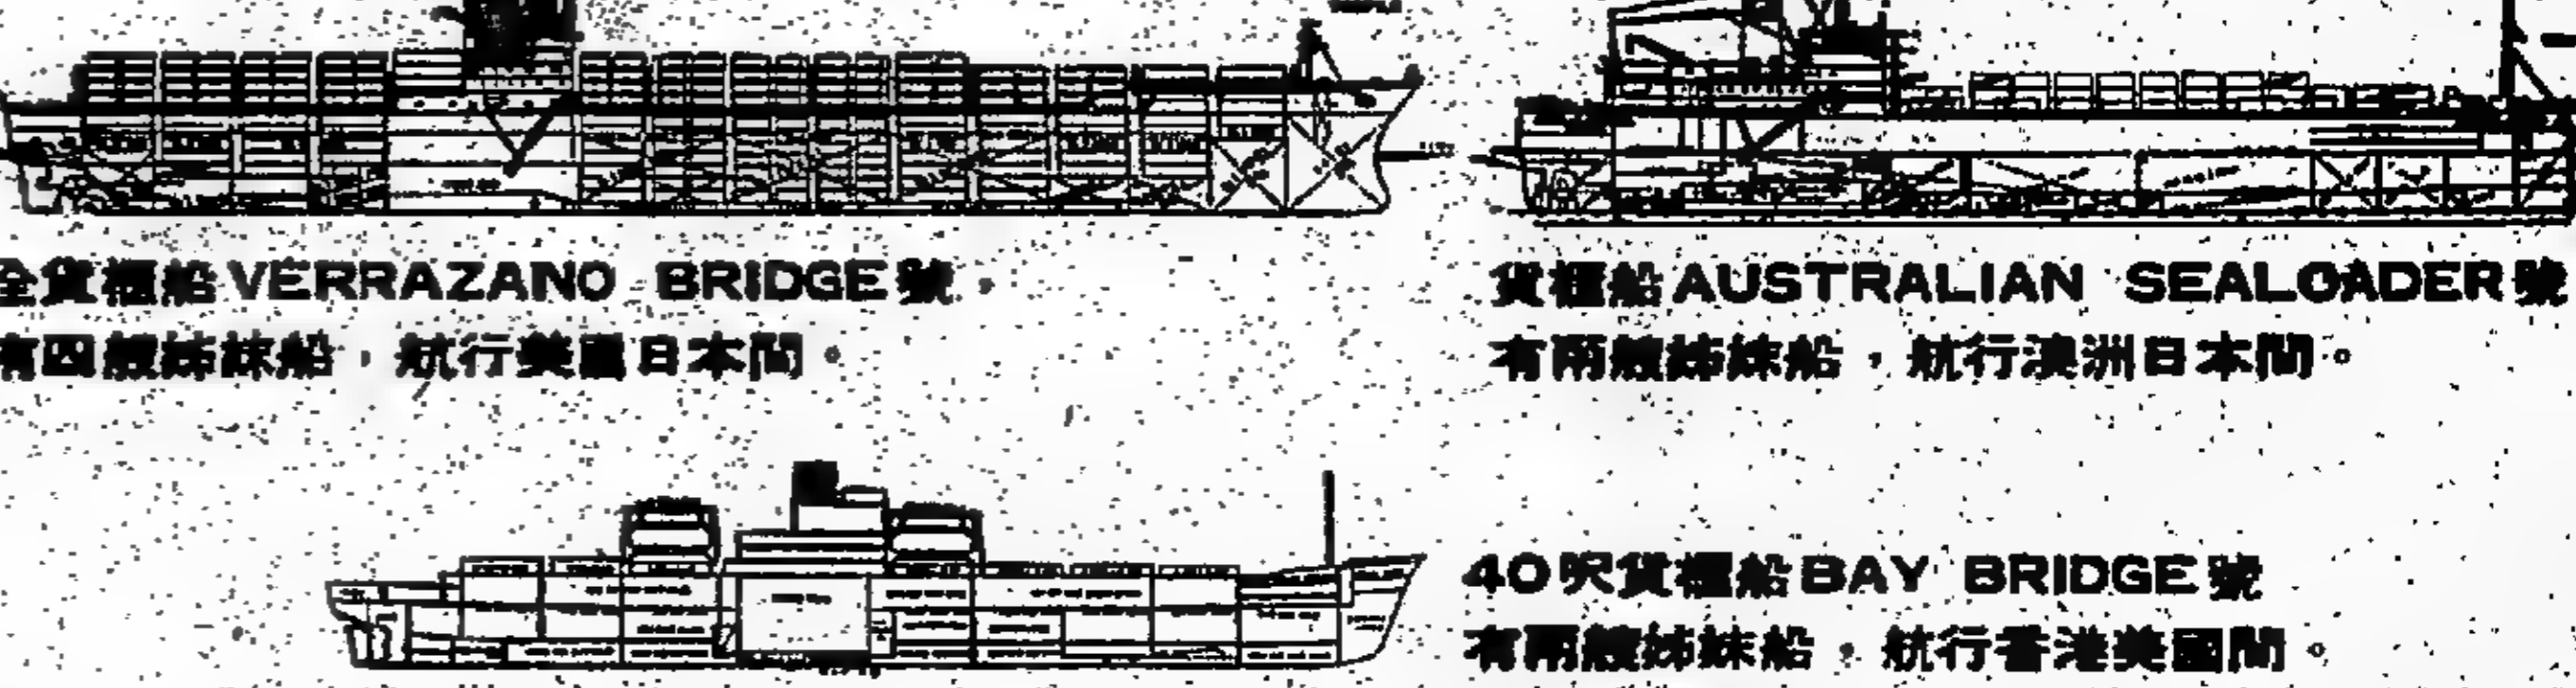 全貨櫃船VERRAZANO BRIDGE號，
有四艘姊妹船，航行美國日本間。
貨櫃船AUSTRALIAN SEALOADER號
有兩艘姊妹船，航行澳洲日本間。
40呎貨櫃船BAY BRIDGE號
有兩艘姊妹船，航行香港美國間。